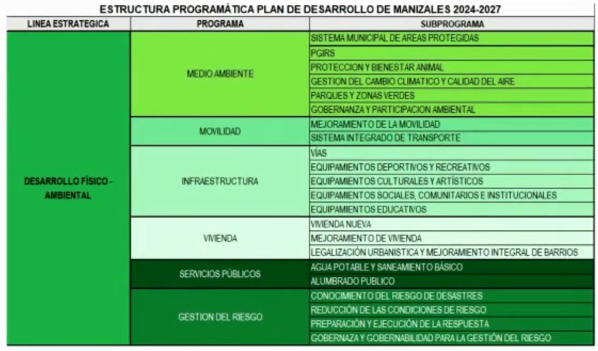 ESTRUCTURA PROGRAMÁTICA PLAN DE DESARROLLO DE MANIZALES 2024-2027
LINEA ESTRATEGICA PROGRAMA SUBPROGRAMA
DESARROLLO FÍSICO - AMBIENTAL
MEDIO AMBIENTE
SISTEMA MUNICIPAL DE AREAS PROTEGIDAS
PGIRS
PROTECCION Y BIENESTAR ANIMAL
GESTION DEL CAMBIO CLIMATICO Y CALIDAD DEL AIRE
PARQUES Y ZONAS VERDES
GOBERNANZA Y PARTICIPACION AMBIENTAL
MOVILIDAD
MEJORAMIENTO DE LA MOVILIDAD
SISTEMA INTEGRADO DE TRANSPORTE
INFRAESTRUCTURA
VÍAS
EQUIPAMIENTOS DEPORTIVOS Y RECREATIVOS
EQUIPAMIENTOS CULTURALES Y ARTÍSTICOS
EQUIPAMIENTOS SOCIALES, COMUNITARIOS E INSTITUCIONALES
EQUIPAMIENTOS EDUCATIVOS
VIVIENDA
VIVIENDA NUEVA
MEJORAMIENTO DE VIVIENDA
LEGALIZACIÓN URBANISTICA Y MEJORAMIENTO INTEGRAL DE BARRIOS
SERVICIOS PÚBLICOS
AGUA POTABLE Y SANEAMIENTO BÁSICO
ALUMBRADO PUBLICO
GESTION DEL RIESGO
CONOCIMIENTO DEL RIESGO DE DESASTRES
REDUCCIÓN DE LAS CONDICIONES DE RIESGO
PREPARACIÓN Y EJECUCIÓN DE LA RESPUESTA
GOBERNAZA Y GOBERNABILIDAD PARA LA GESTIÓN DEL RIESGO